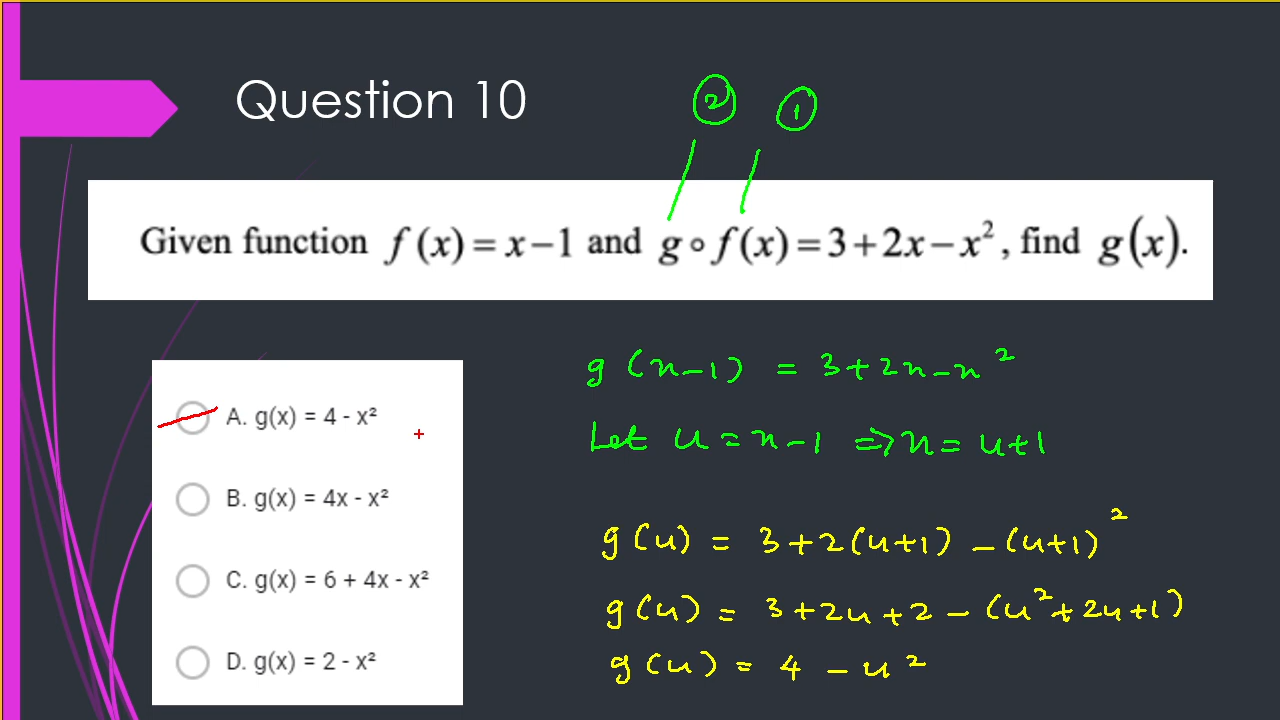 Question 10
② ①
Given function f(x)=x−1 and g∘f(x)=3+2x−x², find g(x).
A. g(x) = 4 - x²
B. g(x) = 4x - x²
C. g(x) = 6 + 4x - x²
D. g(x) = 2 - x²
g(x−1) = 3+2x−x²
Let u = x−1 ⇒ x = u+1
g(u) = 3+2(u+1) −(u+1)²
g(u) = 3+2u+2 −(u²+2u+1)
g(u) = 4 − u²